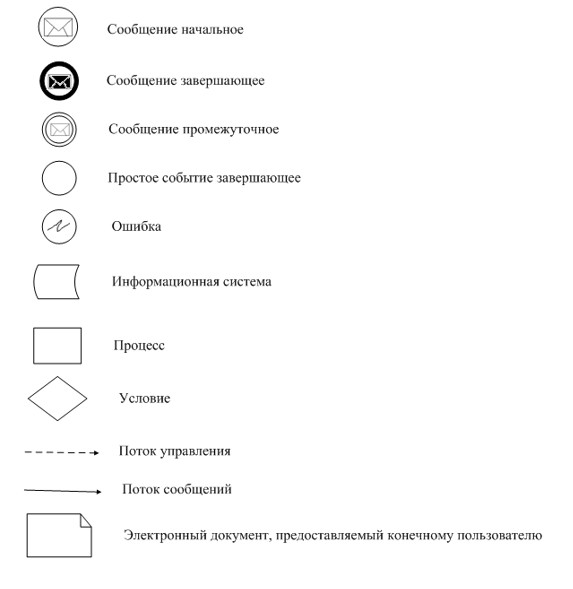 Сообщение начальное
Сообщение завершающее
Сообщение промежуточное
Простое событие завершающее
Ошибка
Информационная система
Процесс
Условие
Поток управления
Поток сообщений
Электронный документ, предоставляемый конечному пользователю